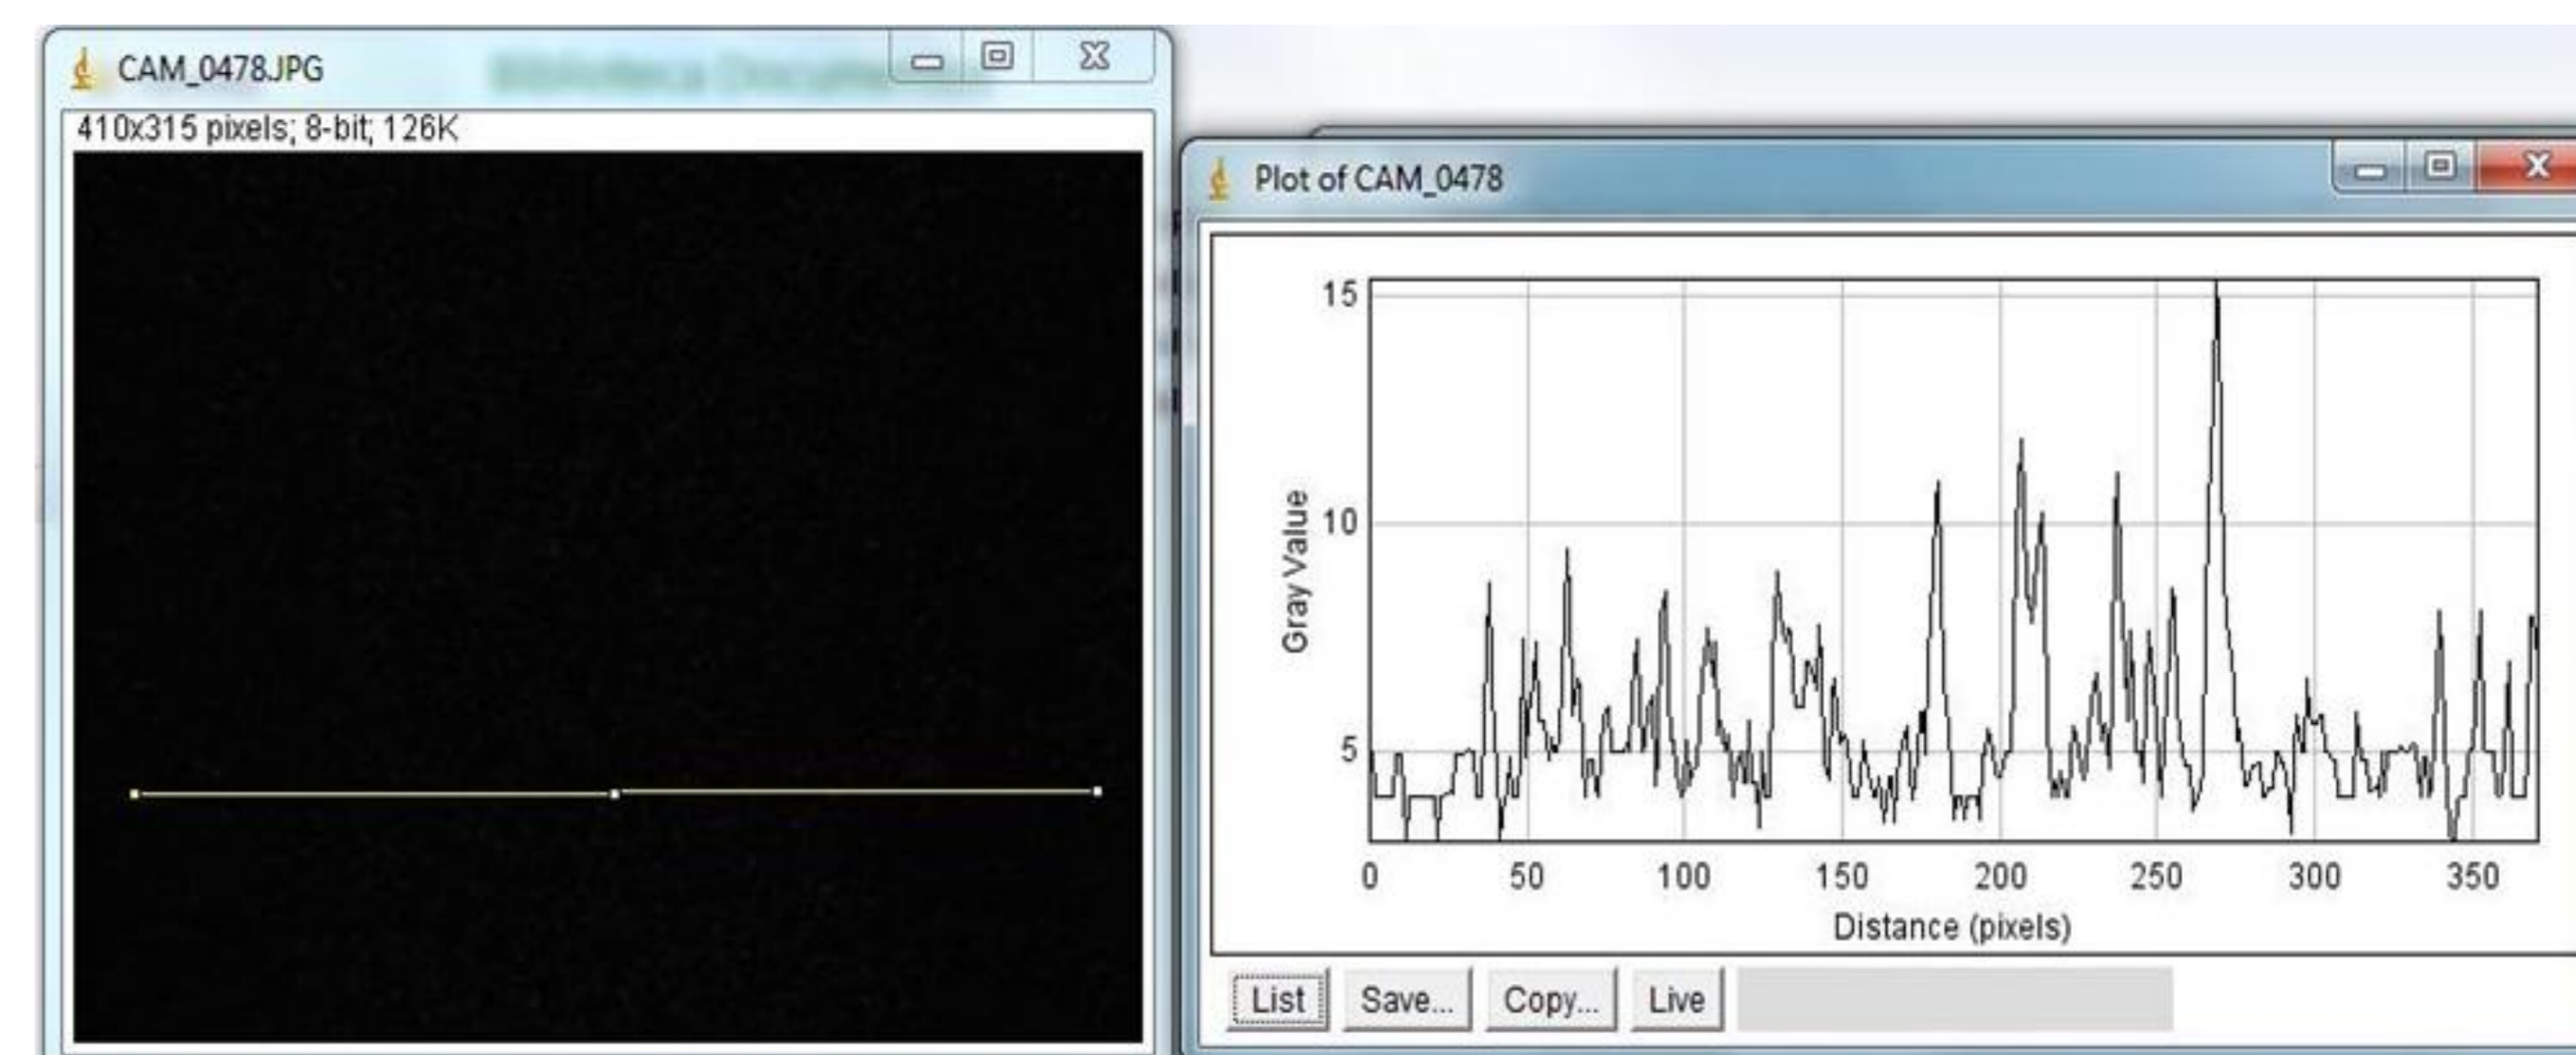 CAM_0478.JPG
410x315 pixels; 8-bit; 126K
Plot of CAM_0478
15
10
5
Gray Value
0 50 100 150 200 250 300 350
Distance (pixels)
List Save... Copy... Live